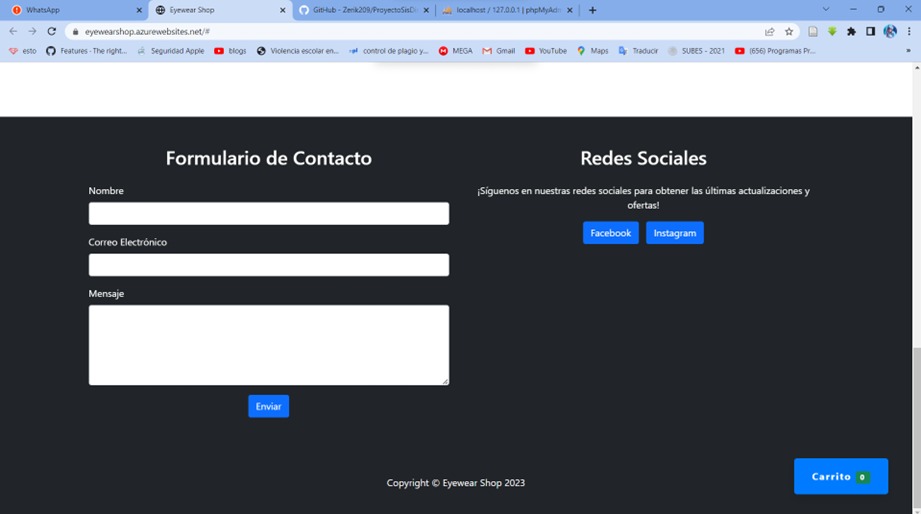 WhatsApp
Eyewear Shop
GitHub - Zerik209/ProyectoSisDi
localhost / 127.0.0.1 | phpMyAdm
eyewearshop.azurewebsites.net/#
esto
Features - The right...
Seguridad Apple
blogs
Violencia escolar en...
control de plagio y...
MEGA
Gmail
YouTube
Maps
Traducir
SUBES - 2021
(656) Programas Pr...
»
Formulario de Contacto
Nombre
Correo Electrónico
Mensaje
Enviar
Redes Sociales
¡Síguenos en nuestras redes sociales para obtener las últimas actualizaciones y
ofertas!
Facebook
Instagram
Copyright © Eyewear Shop 2023
Carrito 0